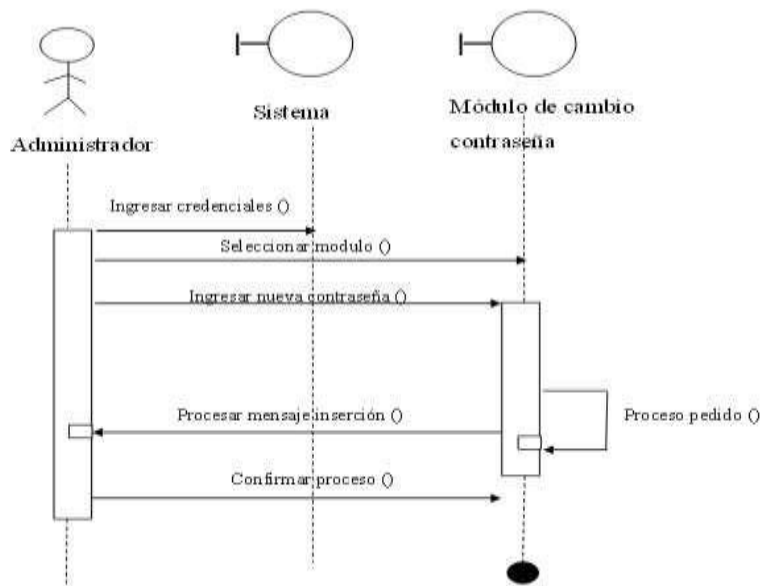 Sistema
Módulo de cambio
contraseña
Administrador
Ingresar credenciales ()
Seleccionar modulo ()
Ingresar nueva contraseña ()
Procesar mensaje inserción ()
Proceso pedido ()
Confirmar proceso ()